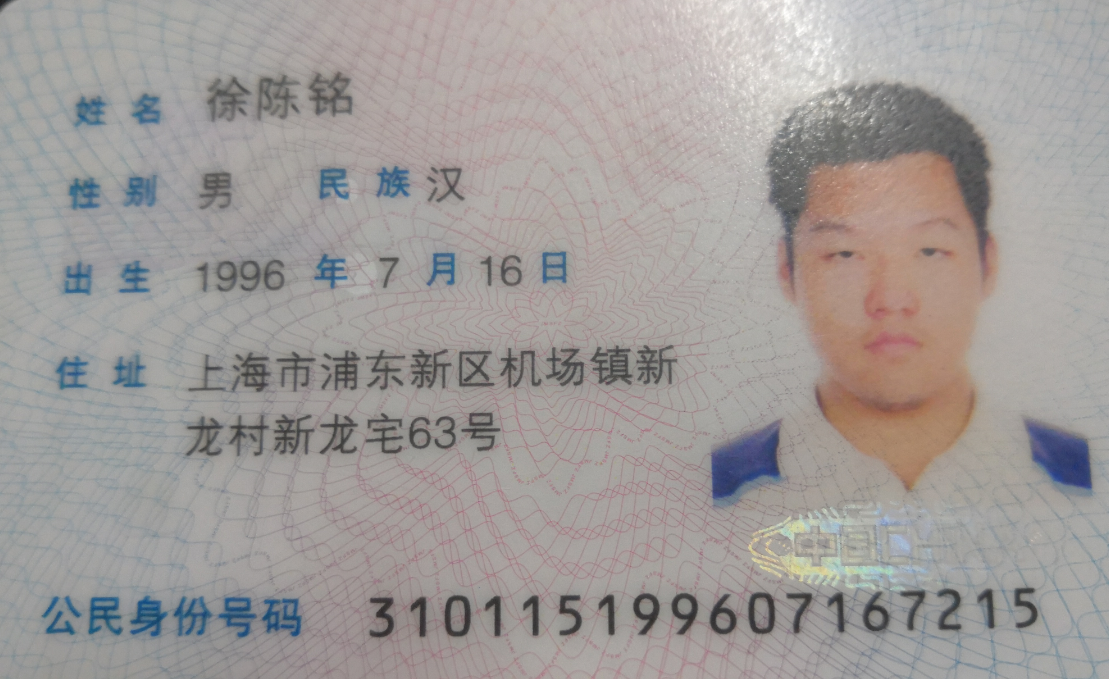 姓名 徐陈铭
性别 男 民族 汉
出生 1996 年 7 月 16 日
住址 上海市浦东新区机场镇新
龙村新龙宅63号
公民身份号码 310115199607167215